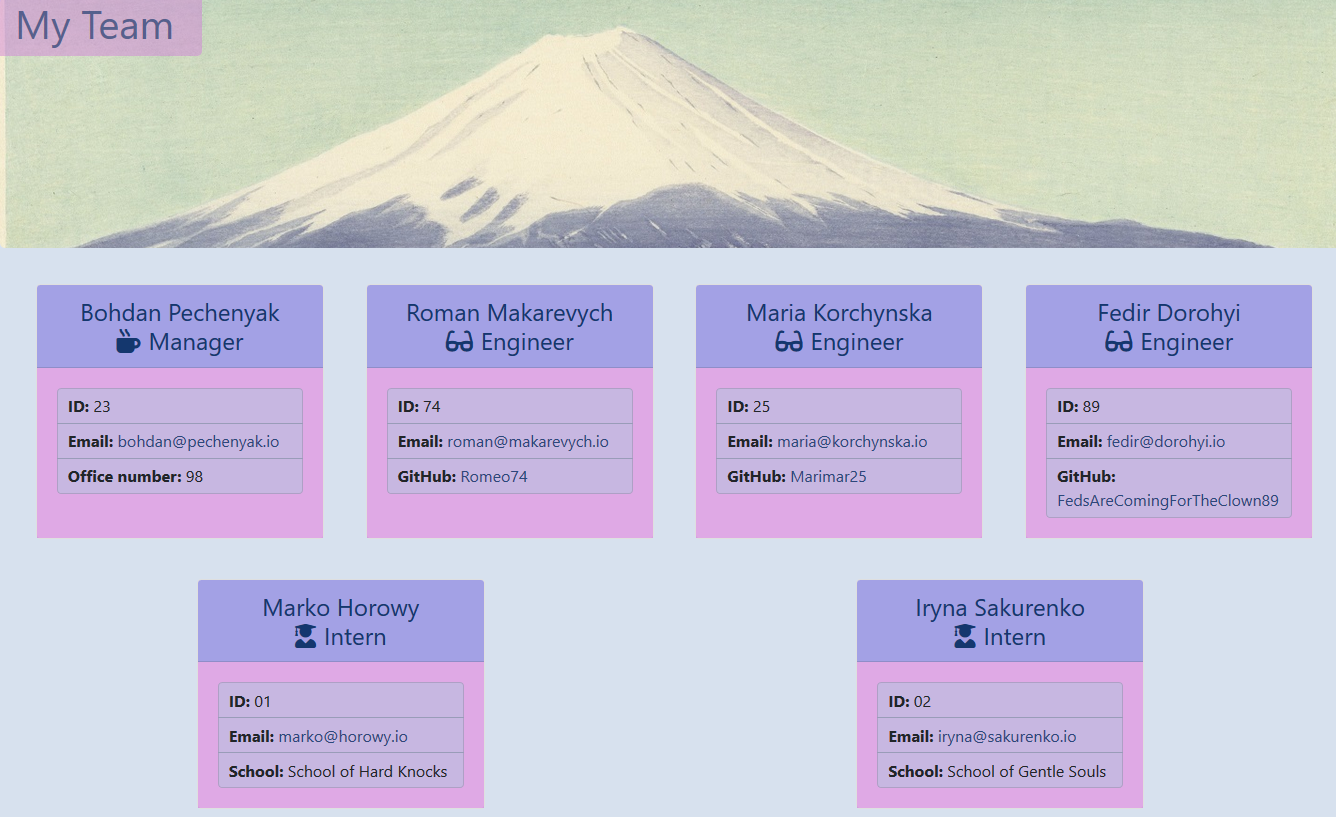 My Team
Bohdan Pechenyak
Manager
ID: 23
Email: bohdan@pechenyak.io
Office number: 98
Roman Makarevych
Engineer
ID: 74
Email: roman@makarevych.io
GitHub: Romeo74
Maria Korchynska
Engineer
ID: 25
Email: maria@korchynska.io
GitHub: Marimar25
Fedir Dorohyi
Engineer
ID: 89
Email: fedir@dorohyi.io
GitHub:
FedsAreComingForTheClown89
Marko Horowy
Intern
ID: 01
Email: marko@horowy.io
School: School of Hard Knocks
Iryna Sakurenko
Intern
ID: 02
Email: iryna@sakurenko.io
School: School of Gentle Souls